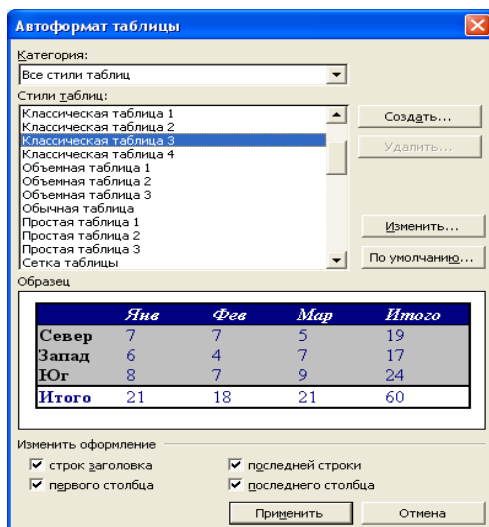 Автоформат таблицы
Категория:
Все стили таблиц
Стили таблиц:
Классическая таблица 1
Классическая таблица 2
Классическая таблица 3
Классическая таблица 4
Объемная таблица 1
Объемная таблица 2
Объемная таблица 3
Обычная таблица
Простая таблица 1
Простая таблица 2
Простая таблица 3
Сетка таблицы
Создать...
Удалить...
Изменить...
По умолчанию...
Образец
Янв Фев Мар Итого
Север 7 7 5 19
Запад 6 4 7 17
Юг 8 7 9 24
Итого 21 18 21 60
Изменить оформление
строк заголовка последней строки
первого столбца последнего столбца
Применить Отмена